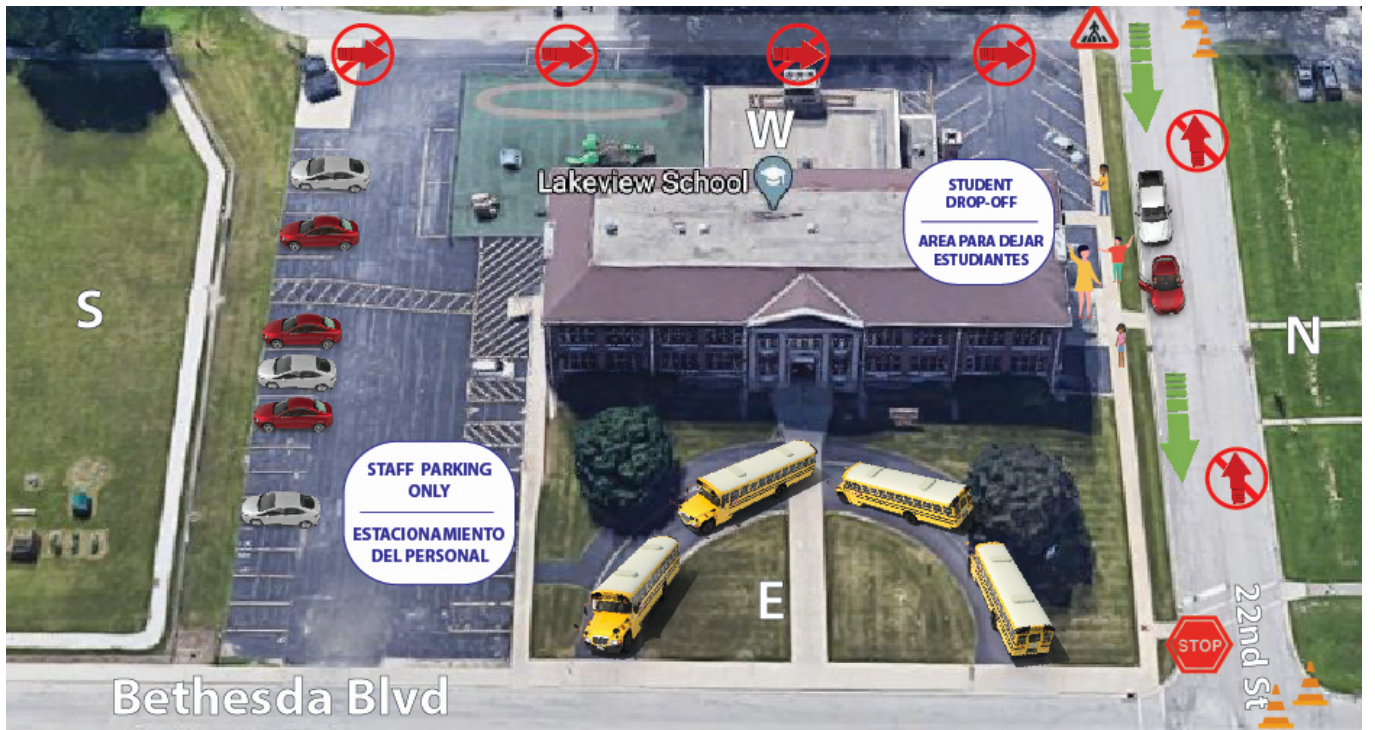 W
Lakeview School
STUDENT
DROP-OFF
AREA PARA DEJAR
ESTUDIANTES
S
N
STAFF PARKING
ONLY
ESTACIONAMIENTO
DEL PERSONAL
E
STOP
22nd St
Bethesda Blvd